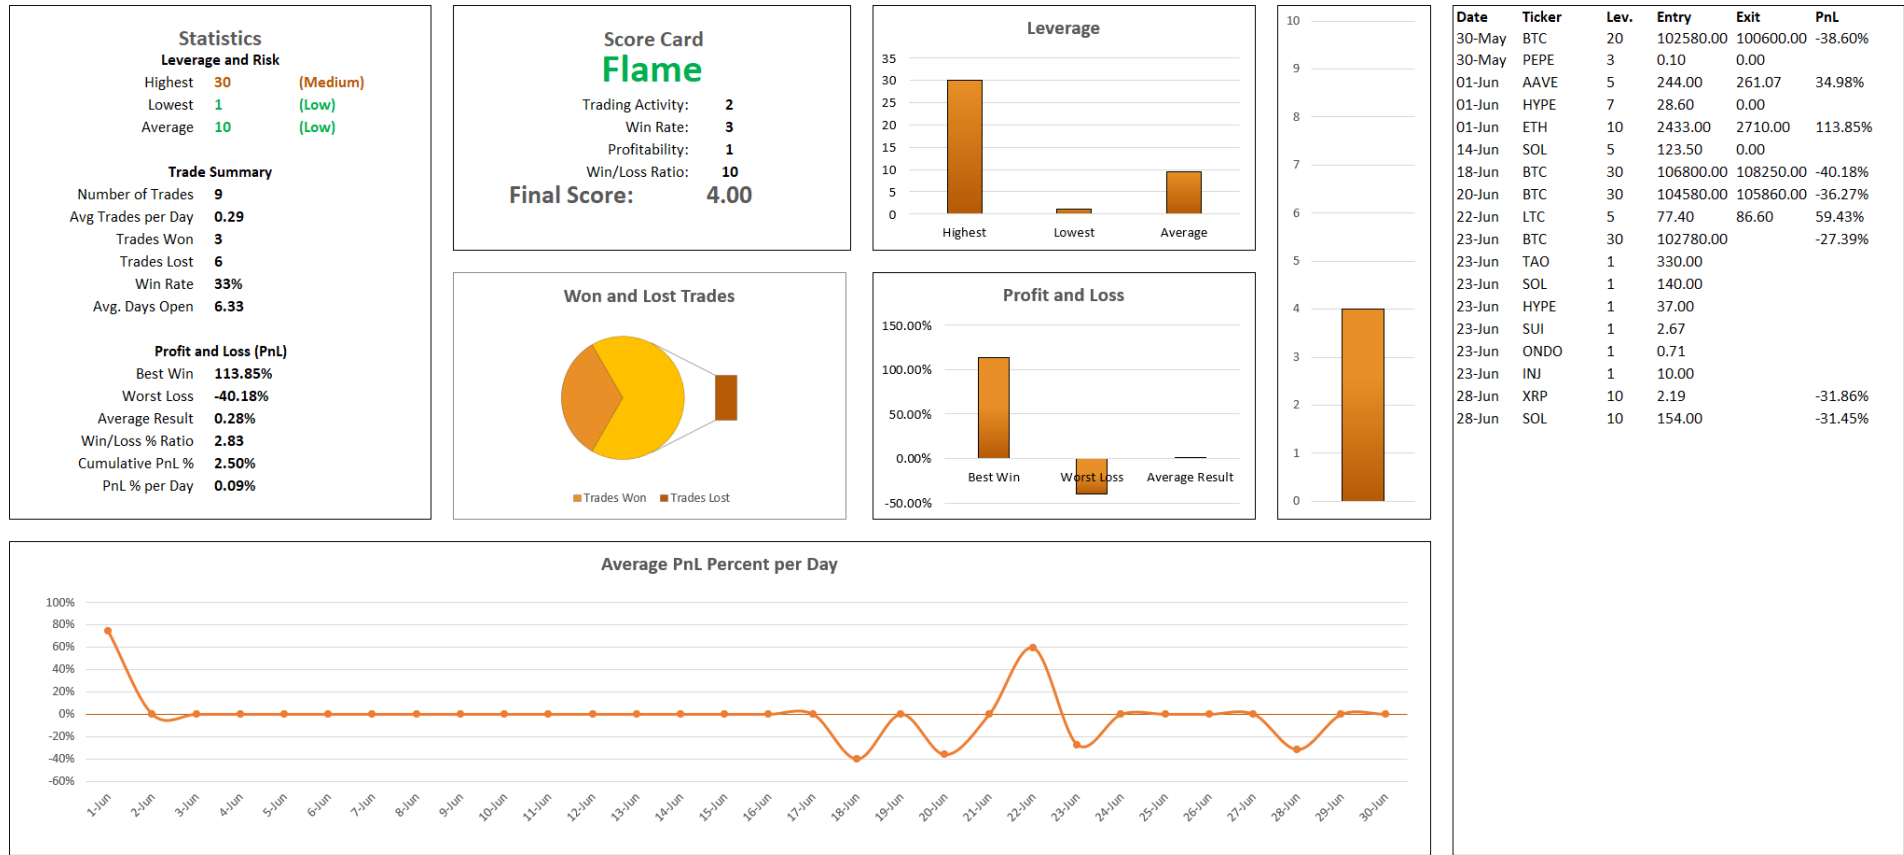 Statistics
Leverage and Risk
Highest 30 (Medium)
Lowest 1 (Low)
Average 10 (Low)
Trade Summary
Number of Trades 9
Avg Trades per Day 0.29
Trades Won 3
Trades Lost 6
Win Rate 33%
Avg. Days Open 6.33
Profit and Loss (PnL)
Best Win 113.85%
Worst Loss -40.18%
Average Result 0.28%
Win/Loss % Ratio 2.83
Cumulative PnL % 2.50%
PnL % per Day 0.09%
Score Card
Flame
Trading Activity: 2
Win Rate: 3
Profitability: 1
Win/Loss Ratio: 10
Final Score: 4.00
Won and Lost Trades
Trades Won Trades Lost
Leverage
35
30
25
20
15
10
5
0
Highest Lowest Average
Profit and Loss
150.00%
100.00%
50.00%
0.00%
-50.00%
Best Win Worst Loss Average Result
10
9
8
7
6
5
4
3
2
1
0
Date Ticker Lev. Entry Exit PnL
30-May BTC 20 102580.00 100600.00 -38.60%
30-May PEPE 3 0.10 0.00
01-Jun AAVE 5 244.00 261.07 34.98%
01-Jun HYPE 7 28.60 0.00
01-Jun ETH 10 2433.00 2710.00 113.85%
14-Jun SOL 5 123.50 0.00
18-Jun BTC 30 106800.00 108250.00 -40.18%
20-Jun BTC 30 104580.00 105860.00 -36.27%
22-Jun LTC 5 77.40 86.60 59.43%
23-Jun BTC 30 102780.00 -27.39%
23-Jun TAO 1 330.00
23-Jun SOL 1 140.00
23-Jun HYPE 1 37.00
23-Jun SUI 1 2.67
23-Jun ONDO 1 0.71
23-Jun INJ 1 10.00
28-Jun XRP 10 2.19 -31.86%
28-Jun SOL 10 154.00 -31.45%
Average PnL Percent per Day
100%
80%
60%
40%
20%
0%
-20%
-40%
-60%
1-Jun 2-Jun 3-Jun 4-Jun 5-Jun 6-Jun 7-Jun 8-Jun 9-Jun 10-Jun 11-Jun 12-Jun 13-Jun 14-Jun 15-Jun 16-Jun 17-Jun 18-Jun 19-Jun 20-Jun 21-Jun 22-Jun 23-Jun 24-Jun 25-Jun 26-Jun 27-Jun 28-Jun 29-Jun 30-Jun